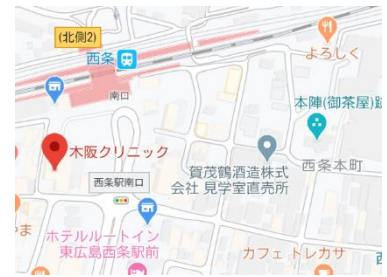 (北側2)
西条
よろしく
南口
本陣(御茶屋)跡
木阪クリニック
賀茂鶴酒造株式
会社 見学室直売所
西条本町
西条駅南口
やま
ホテルルートイン
東広島西条駅前
カフェ トレカサ
西